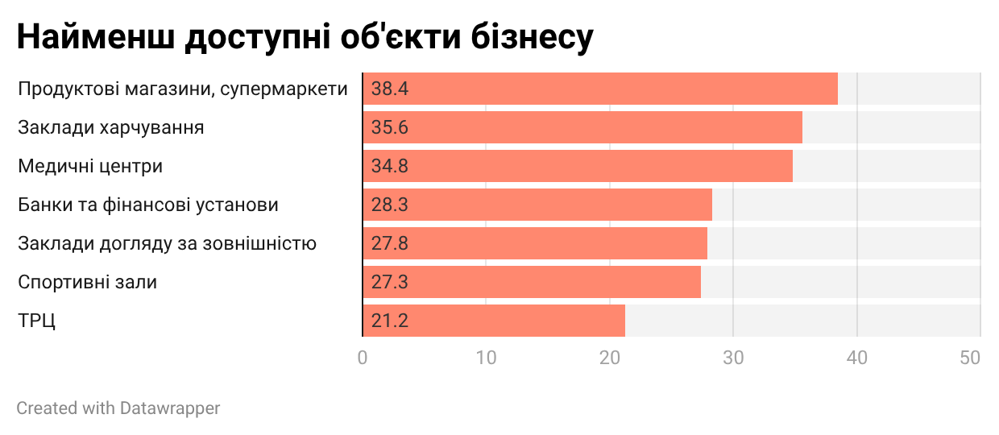 Найменш доступні об'єкти бізнесу
Продуктові магазини, супермаркети 38.4
Заклади харчування 35.6
Медичні центри 34.8
Банки та фінансові установи 28.3
Заклади догляду за зовнішністю 27.8
Спортивні зали 27.3
ТРЦ 21.2
0 10 20 30 40 50
Created with Datawrapper